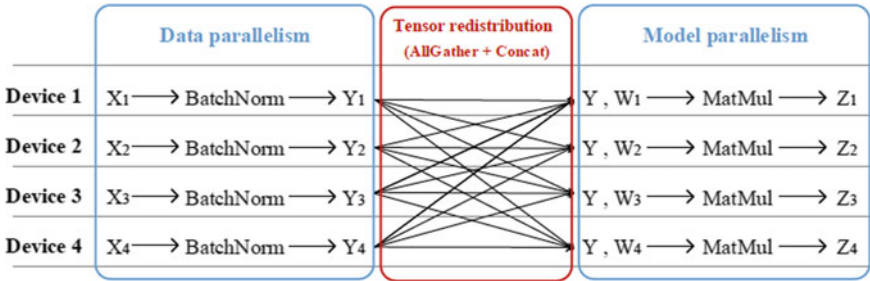 Data parallelism
Tensor redistribution
(AllGather + Concat)
Model parallelism
Device 1 X1 BatchNorm Y1 Y , W1 MatMul Z1
Device 2 X2 BatchNorm Y2 Y , W2 MatMul Z2
Device 3 X3 BatchNorm Y3 Y , W3 MatMul Z3
Device 4 X4 BatchNorm Y4 Y , W4 MatMul Z4